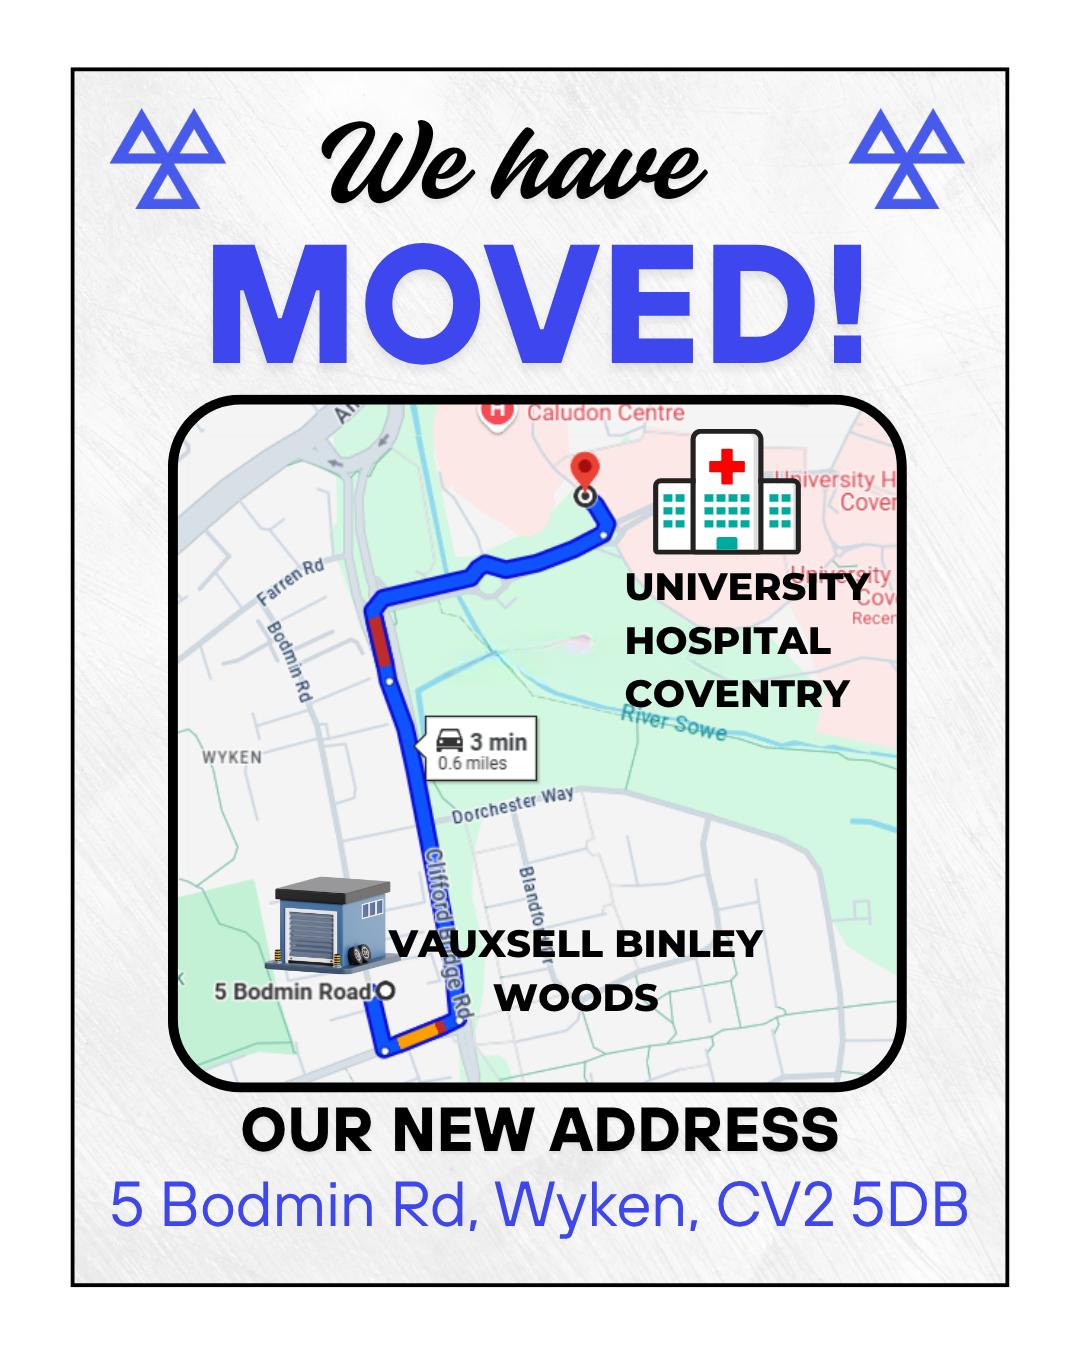 We have
MOVED!
H
Caludon Centre
Farren Rd
Bodmin Rd
UNIVERSITY
HOSPITAL
COVENTRY
University H
Cover
University
Cov
Recer
River Sowe
WYKEN
3 min
0.6 miles
Dorchester Way
Clifford Bridge Rd
VAUXSELL BINLEY
WOODS
5 Bodmin Road
OUR NEW ADDRESS
5 Bodmin Rd, Wyken, CV2 5DB